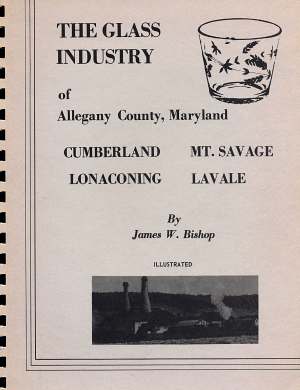 THE GLASS
INDUSTRY
of
Allegany County, Maryland
CUMBERLAND MT. SAVAGE
LONACONING LAVALE
By
James W. Bishop
ILLUSTRATED